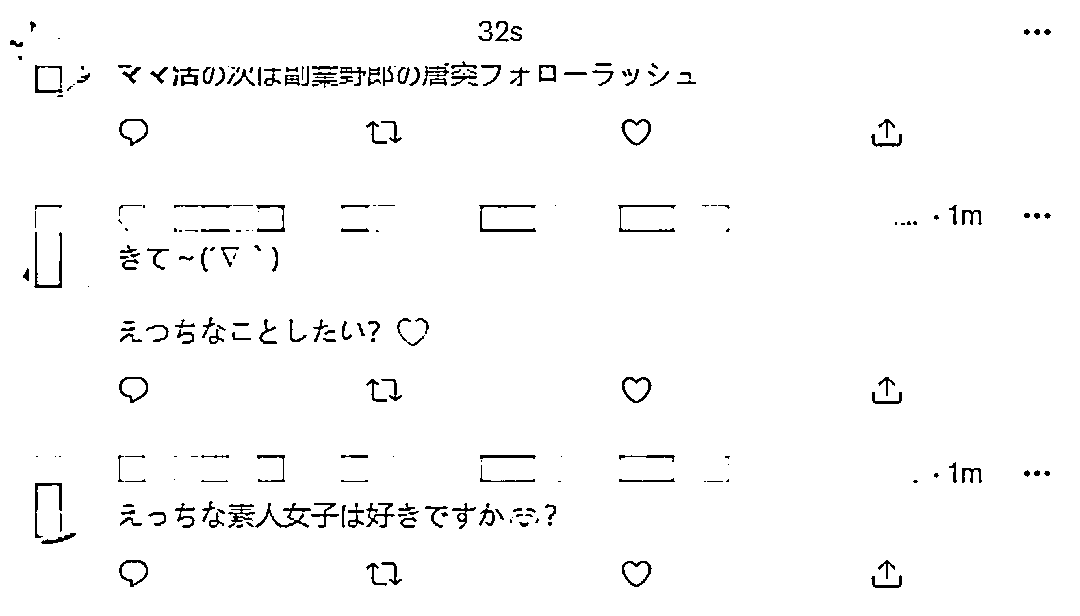 32s
ママ活の次は副業野郎の唐突フォローラッシュ
· 1m
きて~(´∇｀)
えつちなことしたい? ♡
· 1m
えっちな素人女子は好きですか?